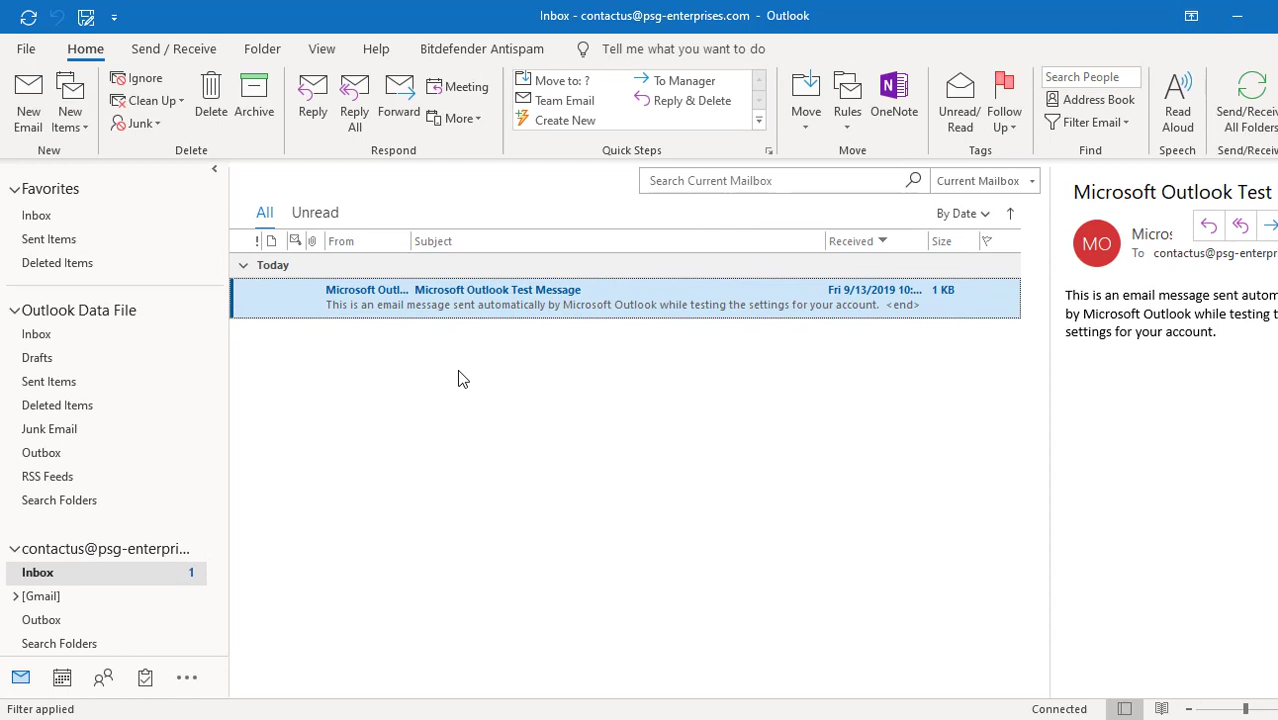 Inbox - contactus@psg-enterprises.com - Outlook
File Home Send / Receive Folder View Help Bitdefender Antispam Tell me what you want to do
New Email
New Items
New
Ignore
Clean Up
Junk
Delete
Archive
Delete
Reply
Reply All
Forward
Meeting
More
Respond
Move to: ?
Team Email
Create New
To Manager
Reply & Delete
Quick Steps
Move
Rules
OneNote
Move
Unread/ Read
Follow Up
Tags
Search People
Address Book
Filter Email
Find
Read Aloud
Speech
Send/Rece
All Folders
Send/Receiv
Favorites
Inbox
Sent Items
Deleted Items
Outlook Data File
Inbox
Drafts
Sent Items
Deleted Items
Junk Email
Outbox
RSS Feeds
Search Folders
contactus@psg-enterpri...
Inbox 1
[Gmail]
Outbox
Search Folders
Search Current Mailbox Current Mailbox
All Unread By Date
! From Subject Received Size
Today
Microsoft Outl... Microsoft Outlook Test Message Fri 9/13/2019 10:... 1 KB
This is an email message sent automatically by Microsoft Outlook while testing the settings for your account. <end>
Microsoft Outlook Test
MO
Micros
To contactus@psg-enterpr
This is an email message sent autom
by Microsoft Outlook while testing t
settings for your account.
Filter applied
Connected